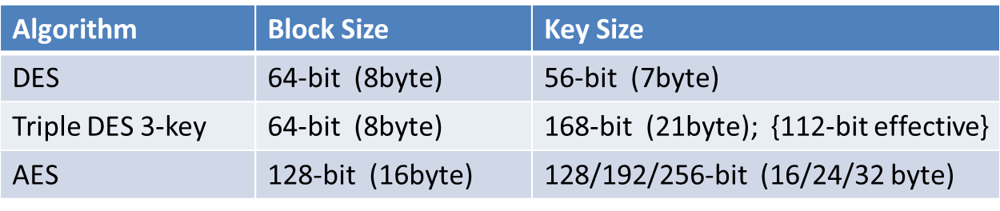 Algorithm Block Size Key Size
DES 64-bit (8byte) 56-bit (7byte)
Triple DES 3-key 64-bit (8byte) 168-bit (21byte); {112-bit effective}
AES 128-bit (16byte) 128/192/256-bit (16/24/32 byte)